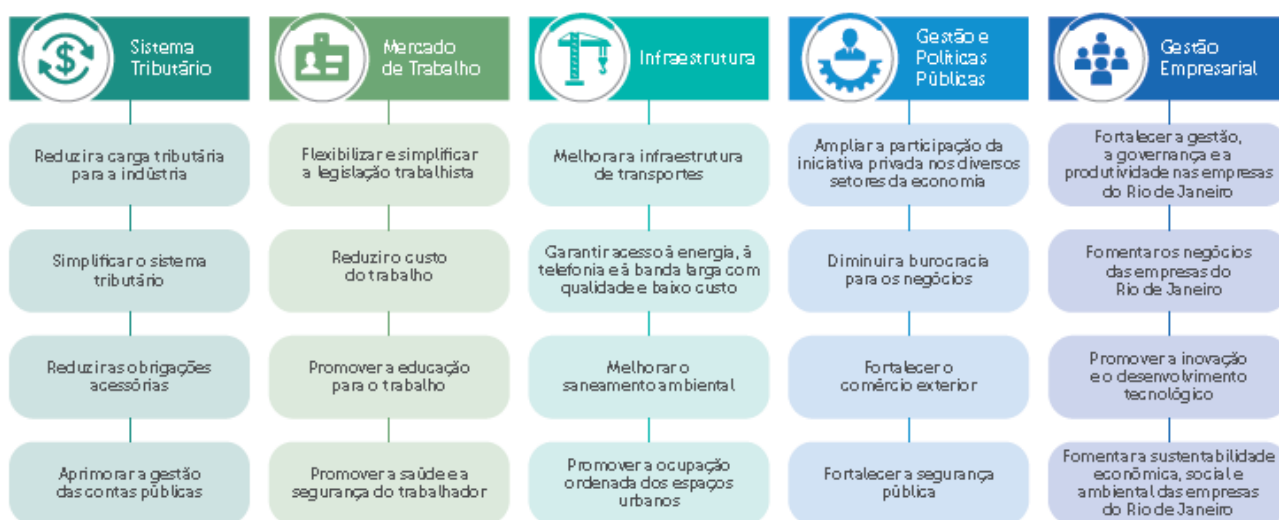 Sistema
Tributário
Reduzir a carga tributária
para a indústria
Simplificar o sistema
tributário
Reduzir as obrigações
acessórias
Aprimorar a gestão
das contas públicas
Mercado
de Trabalho
Flexibilizar e simplificar
a legislação trabalhista
Reduzir o custo
do trabalho
Promover a educação
para o trabalho
Promover a saúde e a
segurança do trabalhador
Infraestrutura
Melhorar a infraestrutura
de transportes
Garantir acesso à energia, à
telefonia e à banda larga com
qualidade e baixo custo
Melhorar o
saneamento ambiental
Promover a ocupação
ordenada dos espaços
urbanos
Gestão e
Políticas
Públicas
Ampliar a participação da
iniciativa privada nos diversos
setores da economia
Diminuir a burocracia
para os negócios
Fortalecer o
comércio exterior
Fortalecer a segurança
pública
Gestão
Empresarial
Fortalecer a gestão,
a governança e a
produtividade nas empresas
do Rio de Janeiro
Fomentar os negócios
das empresas do
Rio de Janeiro
Promover a inovação
e o desenvolvimento
tecnológico
Fomentar a sustentabilidade
econômica, social e
ambiental das empresas
do Rio de Janeiro